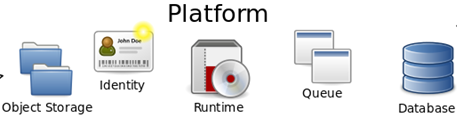 Platform
John Doe
Identity
Object Storage
Runtime
Queue
Database